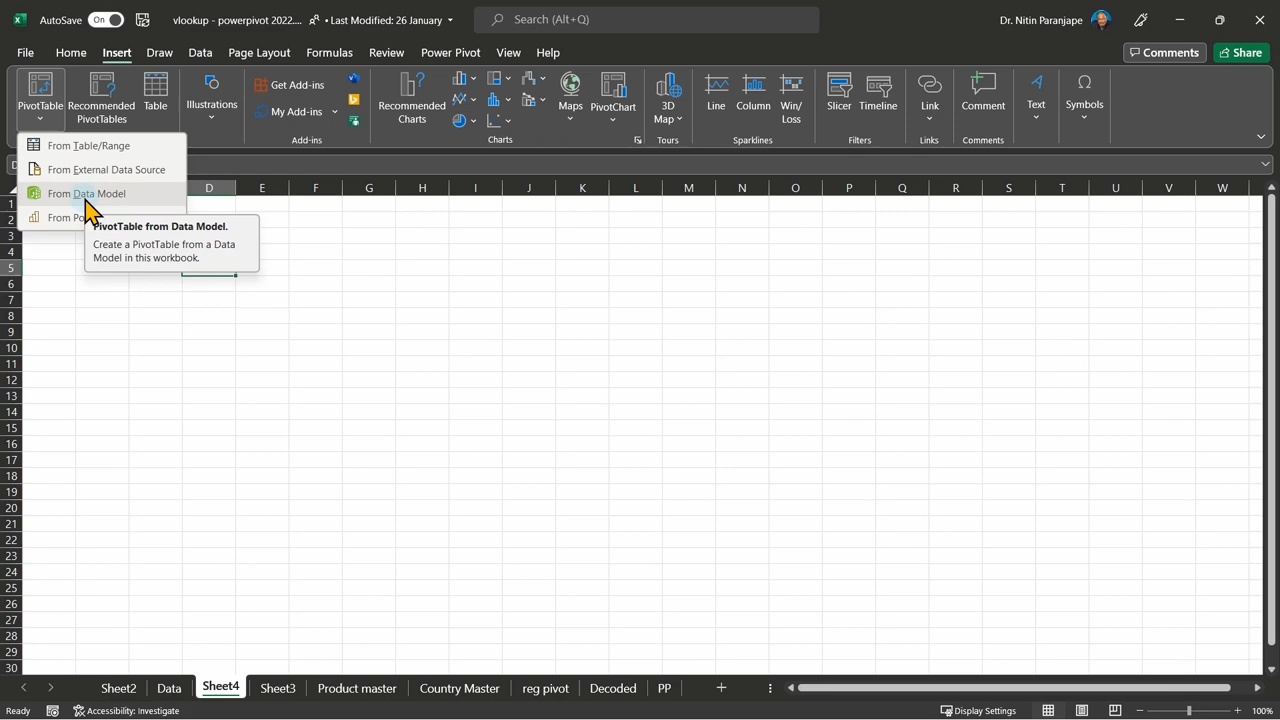 AutoSave On vlookup - powerpivot 2022.... • Last Modified: 26 January Search (Alt+Q) Dr. Nitin Paranjape
File Home Insert Draw Data Page Layout Formulas Review Power Pivot View Help Comments Share
PivotTable
Recommended
PivotTables
Table
Illustrations
Get Add-ins
My Add-ins
Add-ins
Recommended
Charts
Maps
PivotChart
Charts
3D
Map
Tours
Line
Column
Win/
Loss
Sparklines
Slicer
Timeline
Filters
Link
Links
Comment
Comments
Text
Symbols
From Table/Range
From External Data Source
From Data Model
From Po
PivotTable from Data Model.
Create a PivotTable from a Data
Model in this workbook.
D E F G H I J K L M N O P Q R S T U V W
1
2
3
4
5
6
7
8
9
10
11
12
13
14
15
16
17
18
19
20
21
22
23
24
25
26
27
28
29
30
Sheet2 Data Sheet4 Sheet3 Product master Country Master reg pivot Decoded PP
Ready Accessibility: Investigate Display Settings 100%